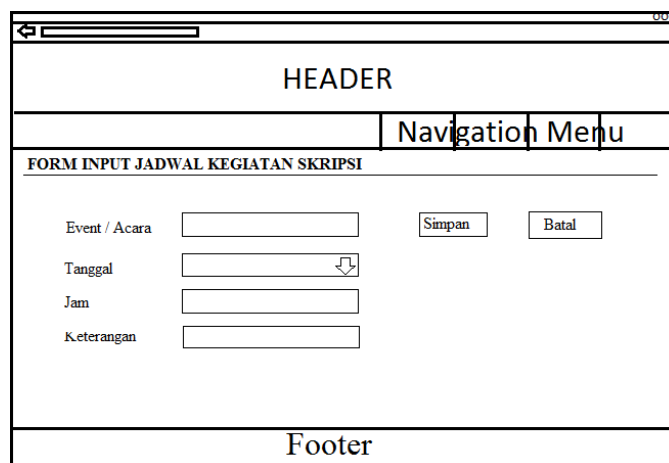 HEADER
Navigation Menu
FORM INPUT JADWAL KEGIATAN SKRIPSI
Event / Acara
Simpan
Batal
Tanggal
Jam
Keterangan
Footer